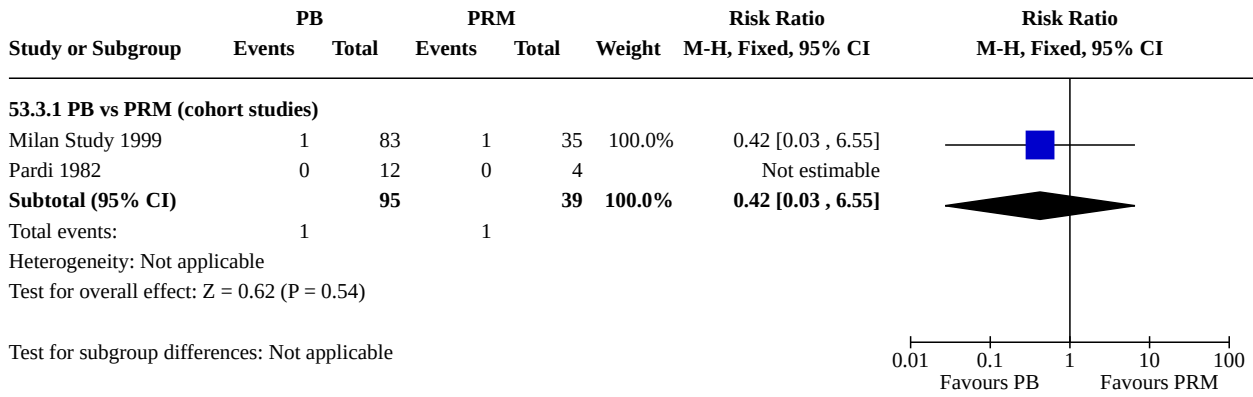 PB PRM Risk Ratio Risk Ratio
Study or Subgroup Events Total Events Total Weight M-H, Fixed, 95% CI M-H, Fixed, 95% CI
53.3.1 PB vs PRM (cohort studies)
Milan Study 1999 1 83 1 35 100.0% 0.42 [0.03 , 6.55]
Pardi 1982 0 12 0 4 Not estimable
Subtotal (95% CI) 95 39 100.0% 0.42 [0.03 , 6.55]
Total events: 1 1
Heterogeneity: Not applicable
Test for overall effect: Z = 0.62 (P = 0.54)
Test for subgroup differences: Not applicable
0.01 0.1 1 10 100
Favours PB Favours PRM